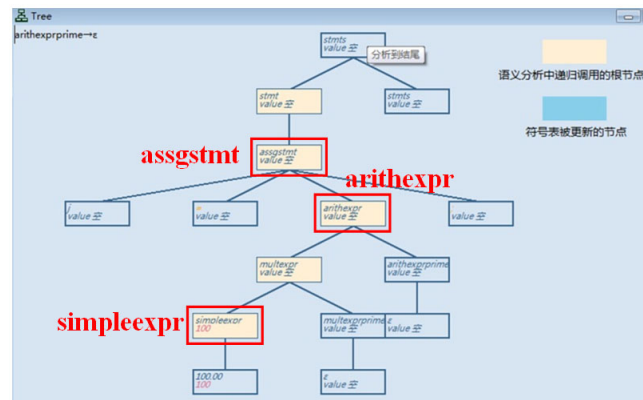 Tree
arithexprprime→ε
stmts
value 空
分析到结尾
语义分析中递归调用的根节点
符号表被更新的节点
stmt
value 空
stmts
value 空
assgstmt
assgstmt
value 空
arithexpr
i
value 空
=
value 空
arithexpr
value 空
value 空
multexpr
value 空
arithexprprime
value 空
simpleexpr
simpleexpr
100
multexprprime
value 空
ε
value 空
100.00
100
ε
value 空